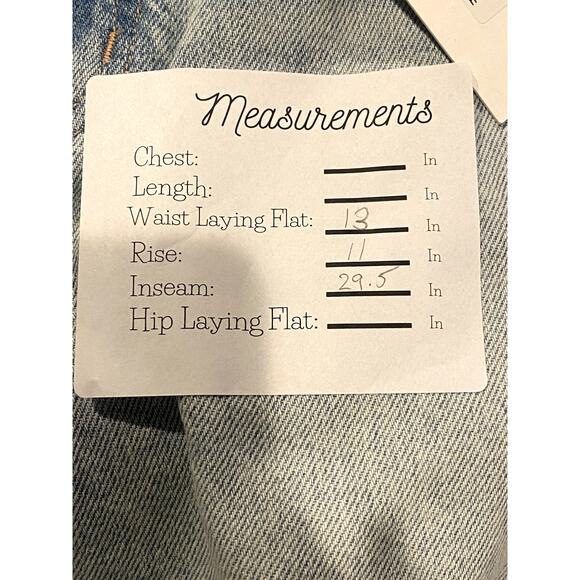 Measurements
Chest: In
Length: In
Waist Laying Flat: 13 In
Rise: 11 In
Inseam: 29.5 In
Hip Laying Flat: In